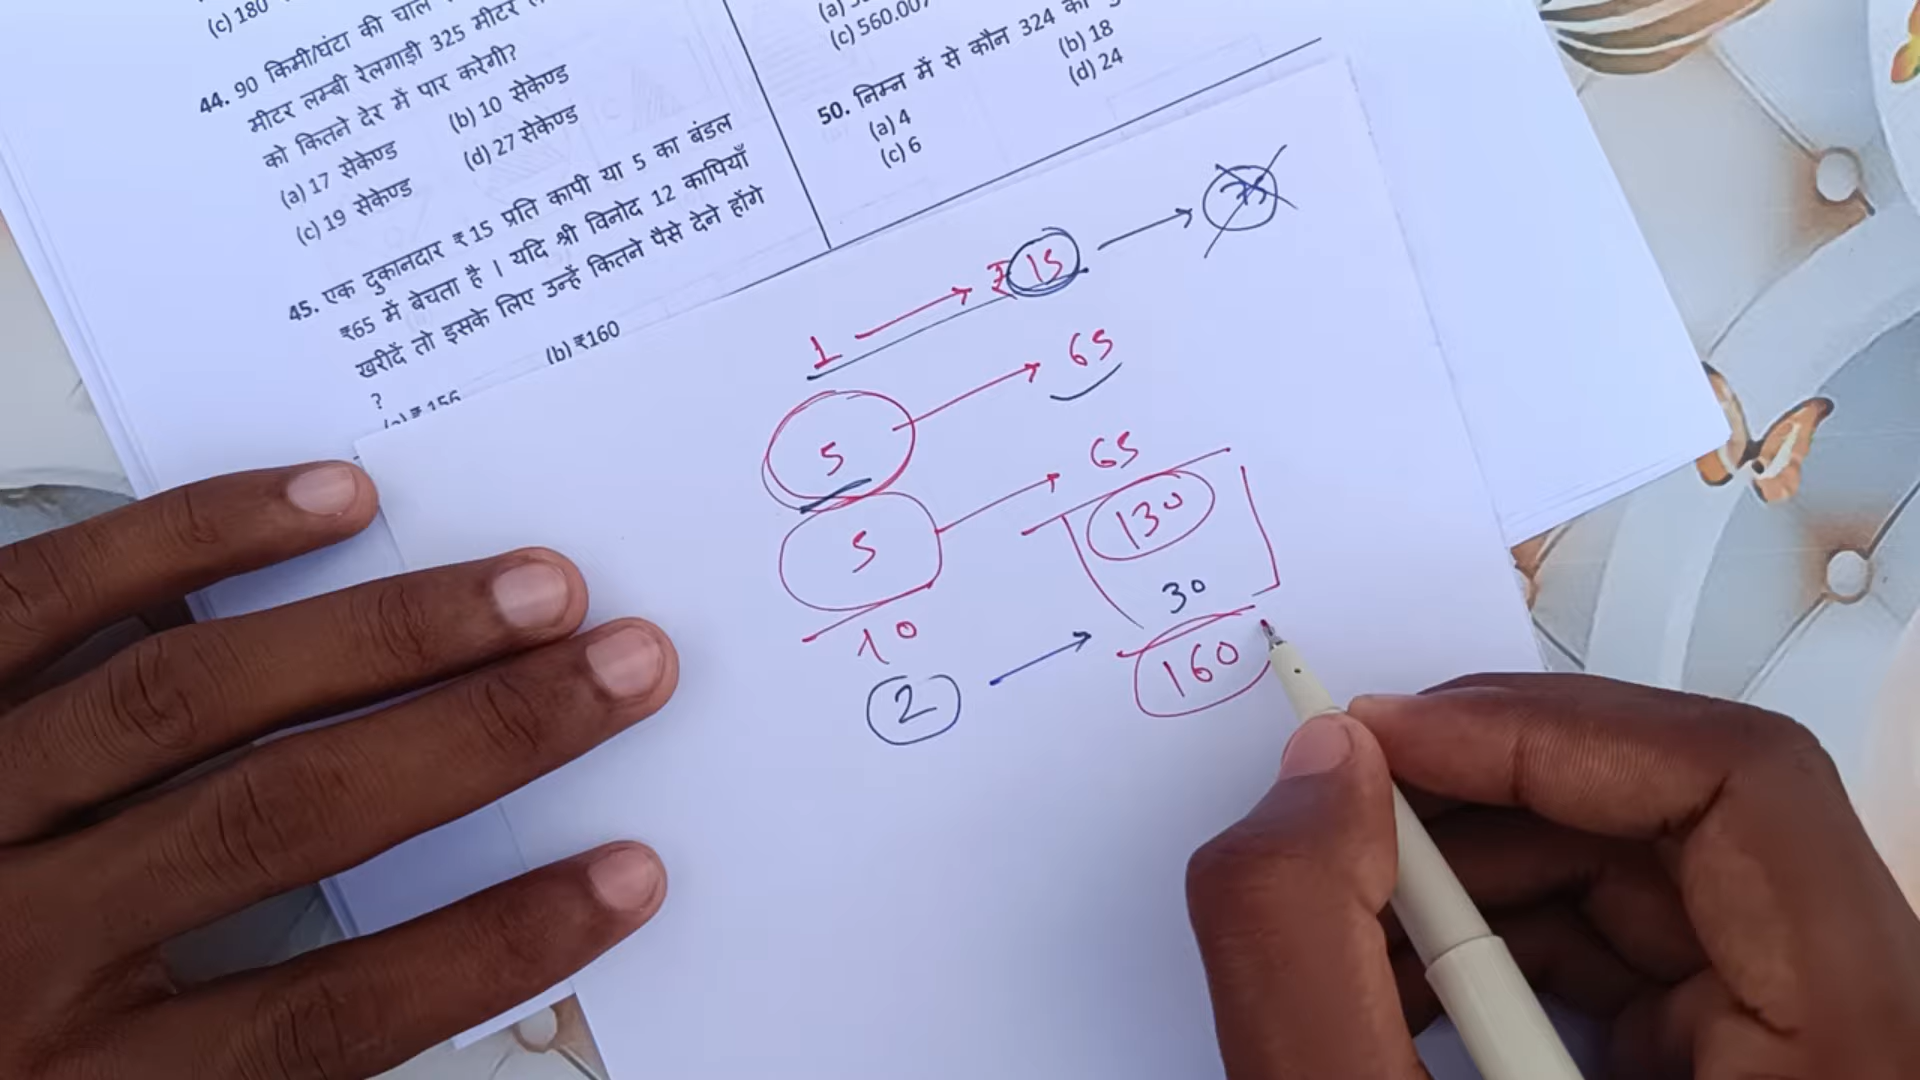 (c) 180
44. 90 किमी/घंटा की चाल
मीटर लम्बी रेलगाड़ी 325 मीटर
को कितने देर में पार करेगी?
(a) 17 सेकेण्ड (b) 10 सेकेण्ड
(c) 19 सेकेण्ड (d) 27 सेकेण्ड
45. एक दुकानदार ₹15 प्रति कापी या 5 का बंडल
₹65 में बेचता है । यदि श्री विनोद 12 कापियाँ
खरीदें तो इसके लिए उन्हें कितने पैसे देने होंगे
?
(a) ₹ 156 (b) ₹160
(a)
(c) 560.007
50. निम्न में से कौन 324 का
(a) 4 (b) 18
(c) 6 (d) 24
1 → ₹ 15 →
5 → 65
5 → 65
10 130
2 → 30
160